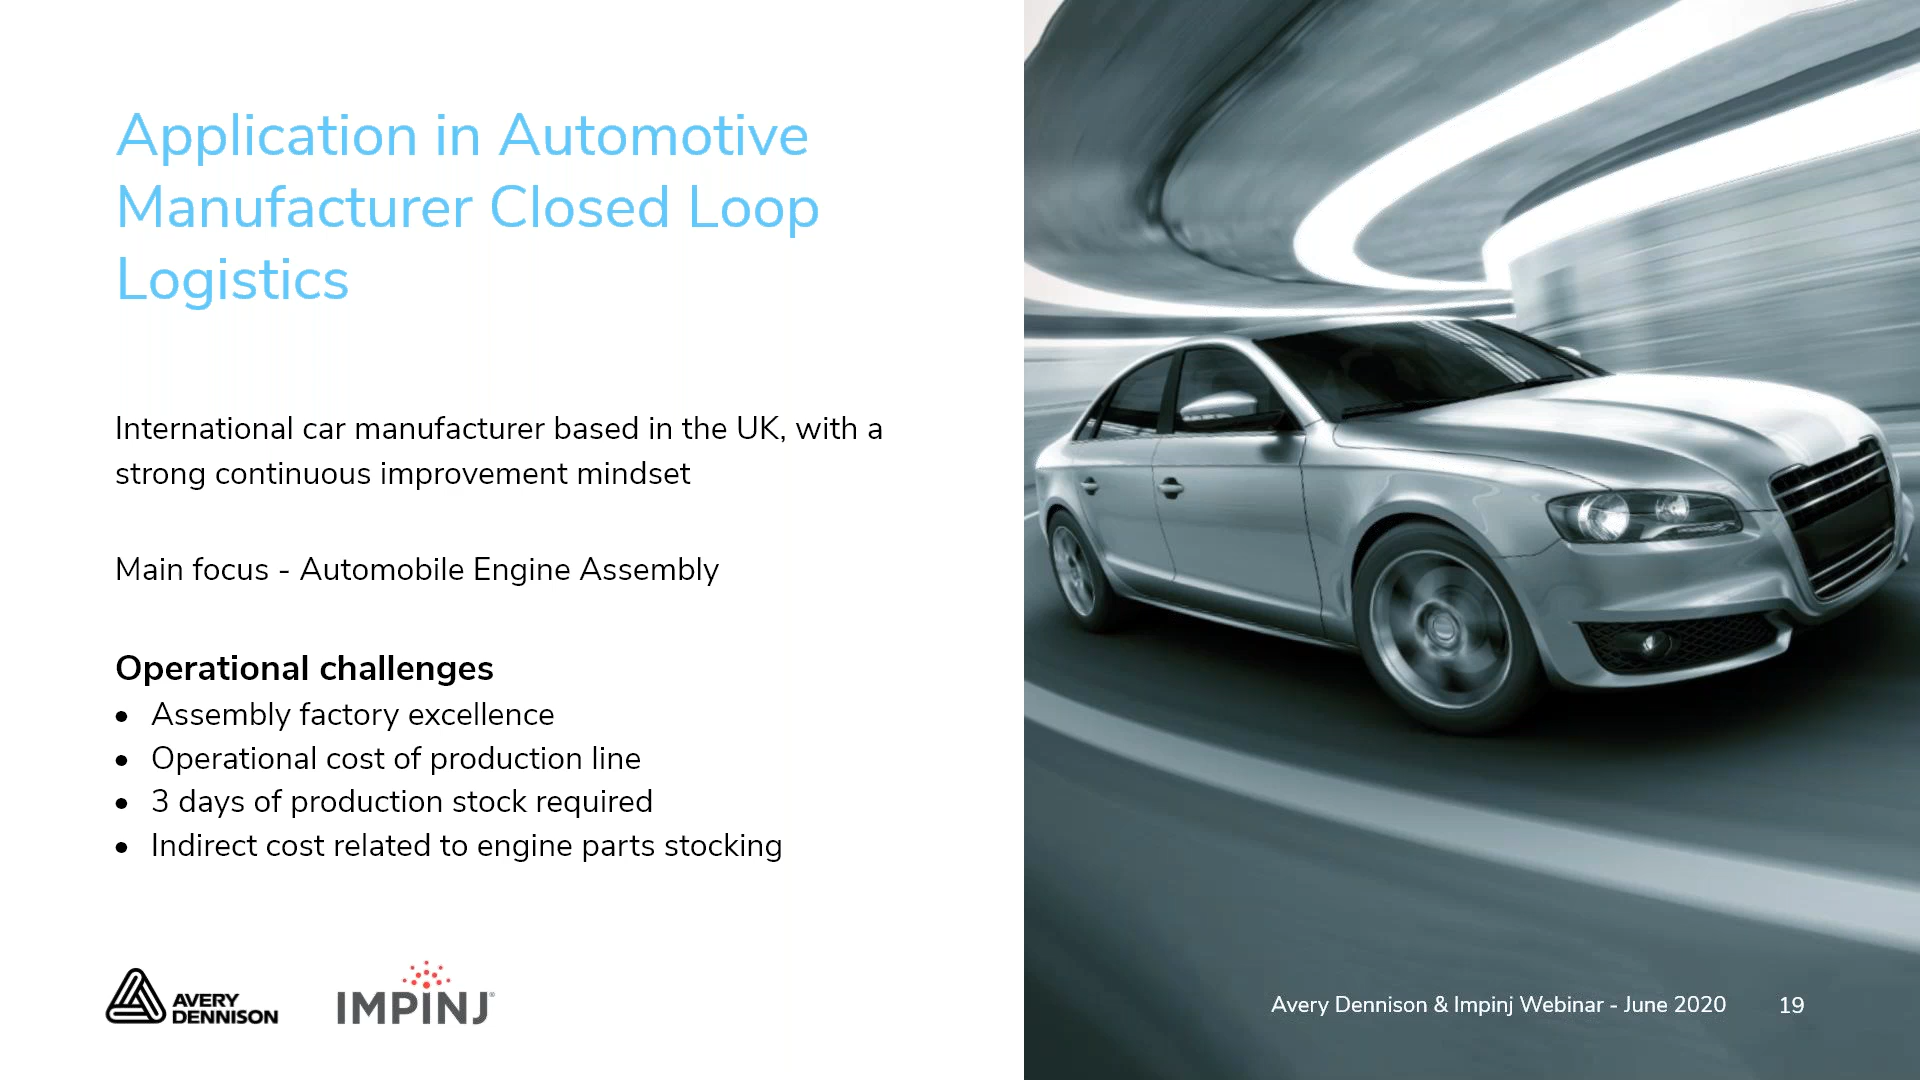 Application in Automotive
Manufacturer Closed Loop
Logistics
International car manufacturer based in the UK, with a
strong continuous improvement mindset
Main focus - Automobile Engine Assembly
Operational challenges
• Assembly factory excellence
• Operational cost of production line
• 3 days of production stock required
• Indirect cost related to engine parts stocking
AVERY
DENNISON
IMPINJ®
Avery Dennison & Impinj Webinar - June 2020 19